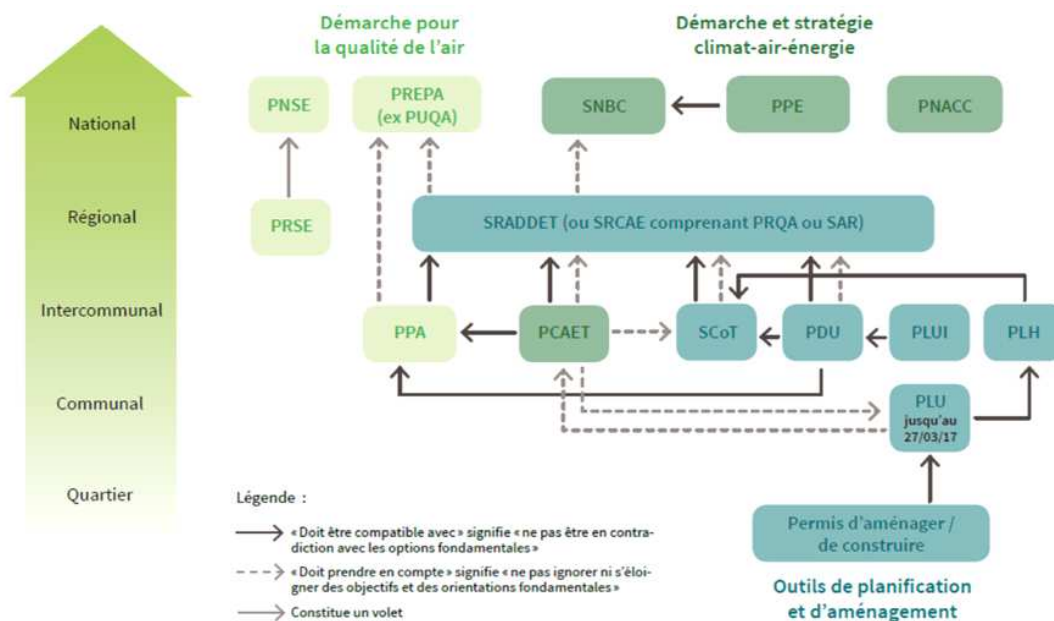 Démarche pour
la qualité de l'air
Démarche et stratégie
climat-air-énergie
National
PNSE
PREPA
(ex PUQA)
SNBC
PPE
PNACC
Régional
PRSE
SRADDET (ou SRCAE comprenant PRQA ou SAR)
Intercommunal
PPA
PCAET
SCoT
PDU
PLUI
PLH
Communal
PLU
jusqu'au
27/03/17
Quartier
Permis d'aménager /
de construire
Outils de planification
et d'aménagement
Légende :
« Doit être compatible avec » signifie « ne pas être en contra-
diction avec les options fondamentales »
« Doit prendre en compte » signifie « ne pas ignorer ni s'éloi-
gner des objectifs et des orientations fondamentales »
Constitue un volet